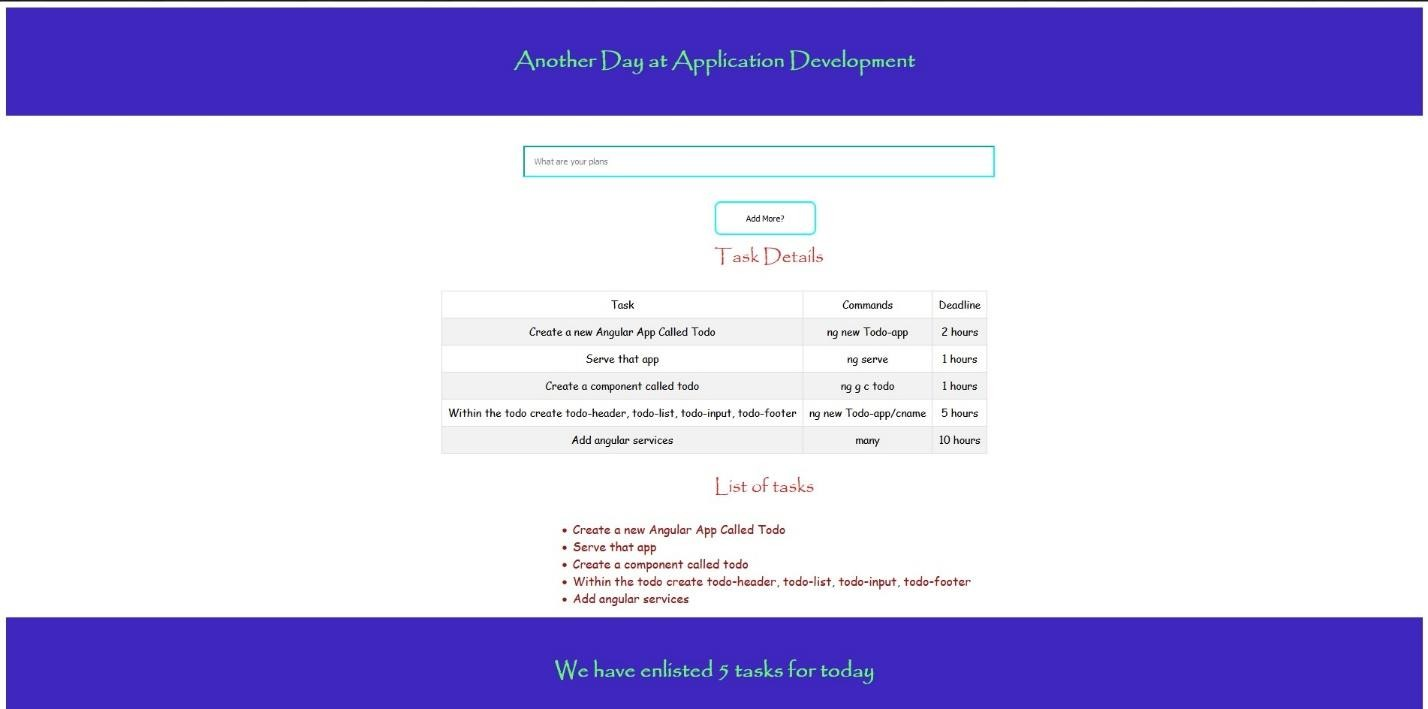 Another Day at Application Development
What are your plans
Add More?
Task Details
Task Commands Deadline
Create a new Angular App Called Todo ng new Todo-app 2 hours
Serve that app ng serve 1 hours
Create a component called todo ng g c todo 1 hours
Within the todo create todo-header, todo-list, todo-input, todo-footer ng new Todo-app/cname 5 hours
Add angular services many 10 hours
List of tasks
• Create a new Angular App Called Todo
• Serve that app
• Create a component called todo
• Within the todo create todo-header, todo-list, todo-input, todo-footer
• Add angular services
We have enlisted 5 tasks for today